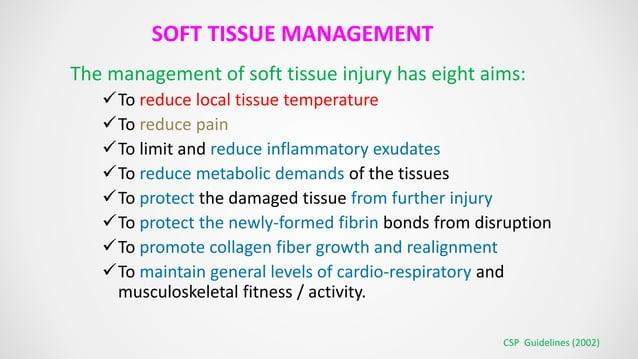 SOFT TISSUE MANAGEMENT
The management of soft tissue injury has eight aims:
✓To reduce local tissue temperature
✓To reduce pain
✓To limit and reduce inflammatory exudates
✓To reduce metabolic demands of the tissues
✓To protect the damaged tissue from further injury
✓To protect the newly-formed fibrin bonds from disruption
✓To promote collagen fiber growth and realignment
✓To maintain general levels of cardio-respiratory and
musculoskeletal fitness / activity.
CSP Guidelines (2002)